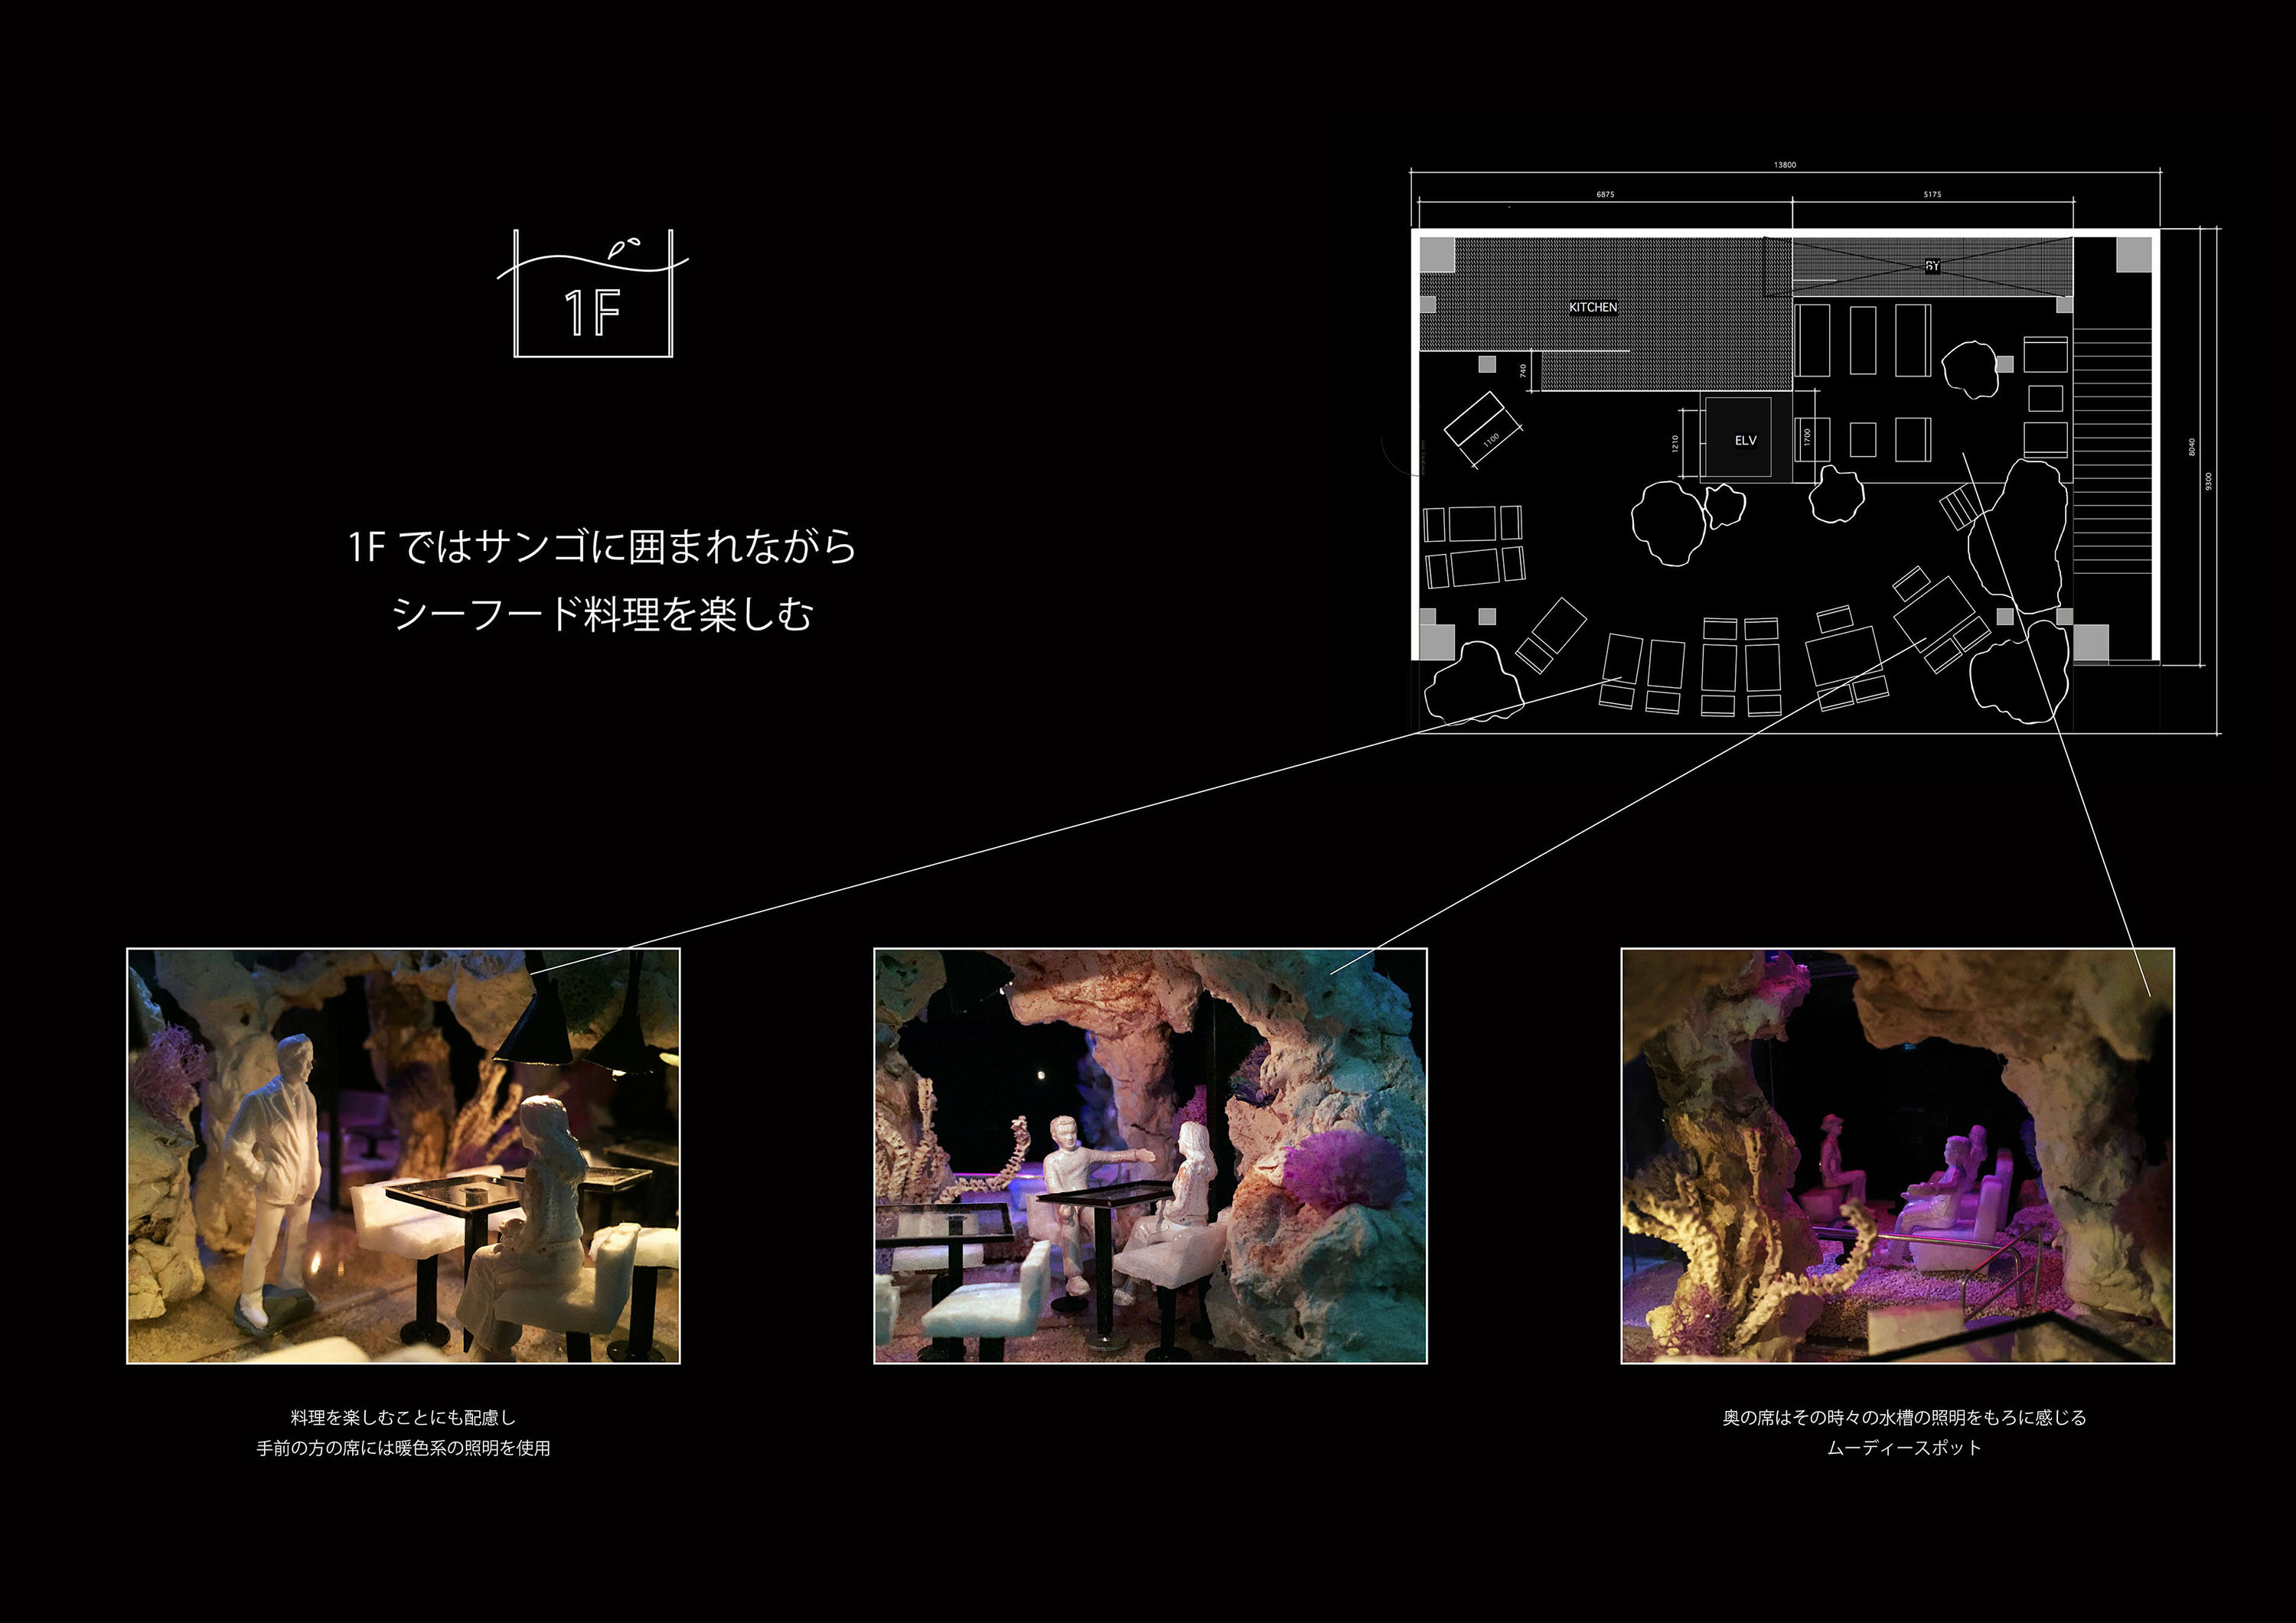 1F
1F ではサンゴに囲まれながら
シーフード料理を楽しむ
13800
6875
5175
KITCHEN
740
1100
1210
ELV
1700
8040
9300
料理を楽しむことにも配慮し
手前の方の席には暖色系の照明を使用
奥の席はその時々の水槽の照明をもろに感じる
ムーディースポット